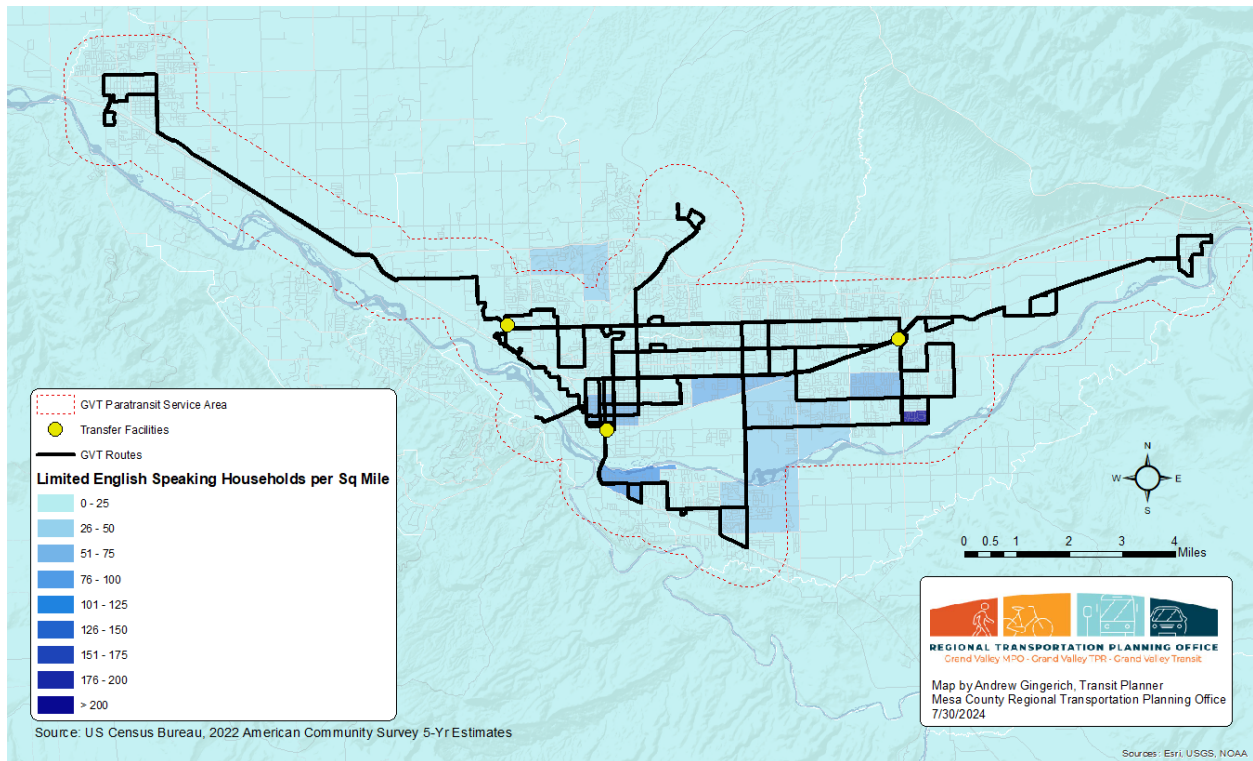 GVT Paratransit Service Area
Transfer Facilities
GVT Routes
Limited English Speaking Households per Sq Mile
0 - 25
26 - 50
51 - 75
76 - 100
101 - 125
126 - 150
151 - 175
176 - 200
> 200
Source: US Census Bureau, 2022 American Community Survey 5-Yr Estimates
N
W E
S
0 0.5 1 2 3 4
Miles
REGIONAL TRANSPORTATION PLANNING OFFICE
Grand Valley MPO - Grand Valley TPR - Grand Valley Transit
Map by Andrew Gingerich, Transit Planner
Mesa County Regional Transportation Planning Office
7/30/2024
Sources: Esri, USGS, NOAA